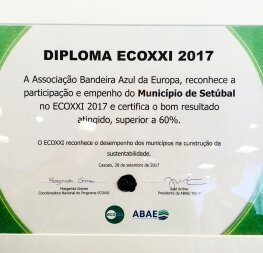 DIPLOMA ECOXXI 2017
A Associação Bandeira Azul da Europa, reconhece a
participação e empenho do Município de Setúbal
no ECOXXI 2017 e certifica o bom resultado
atingido, superior a 60%.
O ECOXXI reconhece o desempenho dos municípios na construção da
sustentabilidade.
Cascais, 28 de setembro de 2017
Margarida Gomes
Coordenadora Nacional do Programa ECOXXI
José Archer
Presidente da ABAE/
ABAE